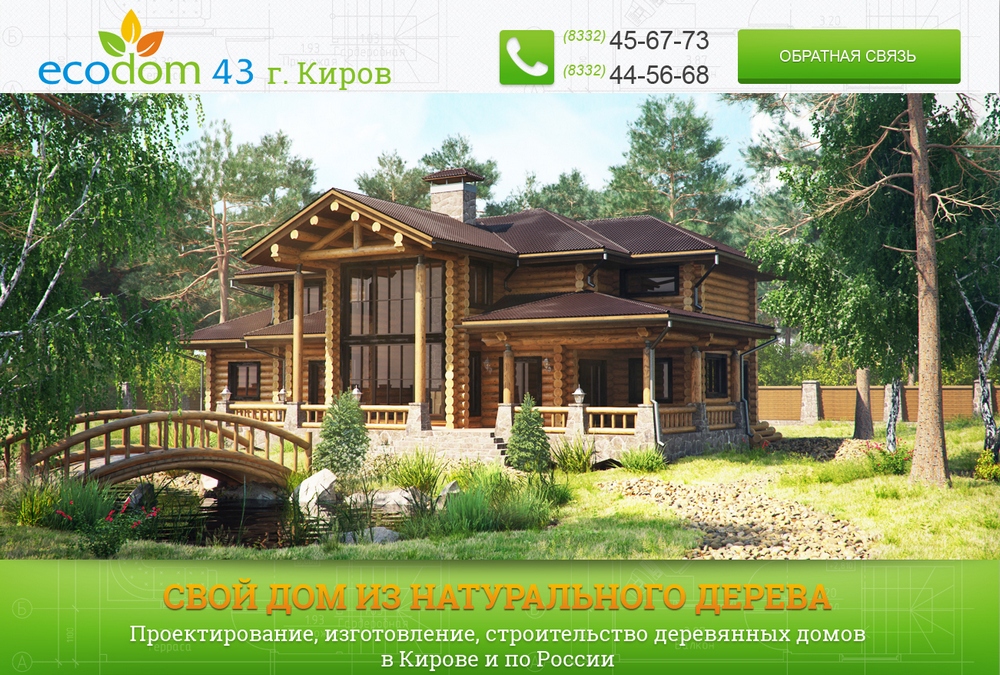 ecodom 43 г. Киров
(8332) 45-67-73
(8332) 44-56-68
ОБРАТНАЯ СВЯЗЬ
СВОЙ ДОМ ИЗ НАТУРАЛЬНОГО ДЕРЕВА
Проектирование, изготовление, строительство деревянных домов
в Кирове и по России